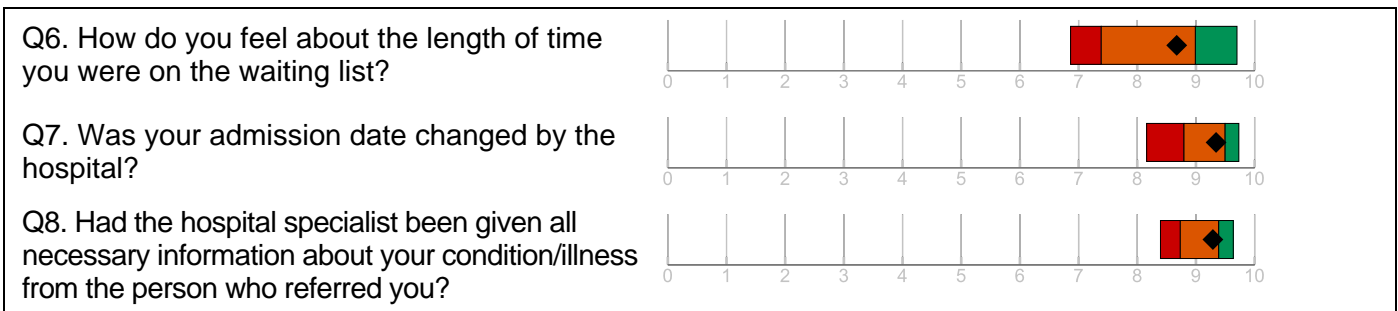 Q6. How do you feel about the length of time
you were on the waiting list?
0 1 2 3 4 5 6 7 8 9 10
Q7. Was your admission date changed by the
hospital?
0 1 2 3 4 5 6 7 8 9 10
Q8. Had the hospital specialist been given all
necessary information about your condition/illness
from the person who referred you?
0 1 2 3 4 5 6 7 8 9 10